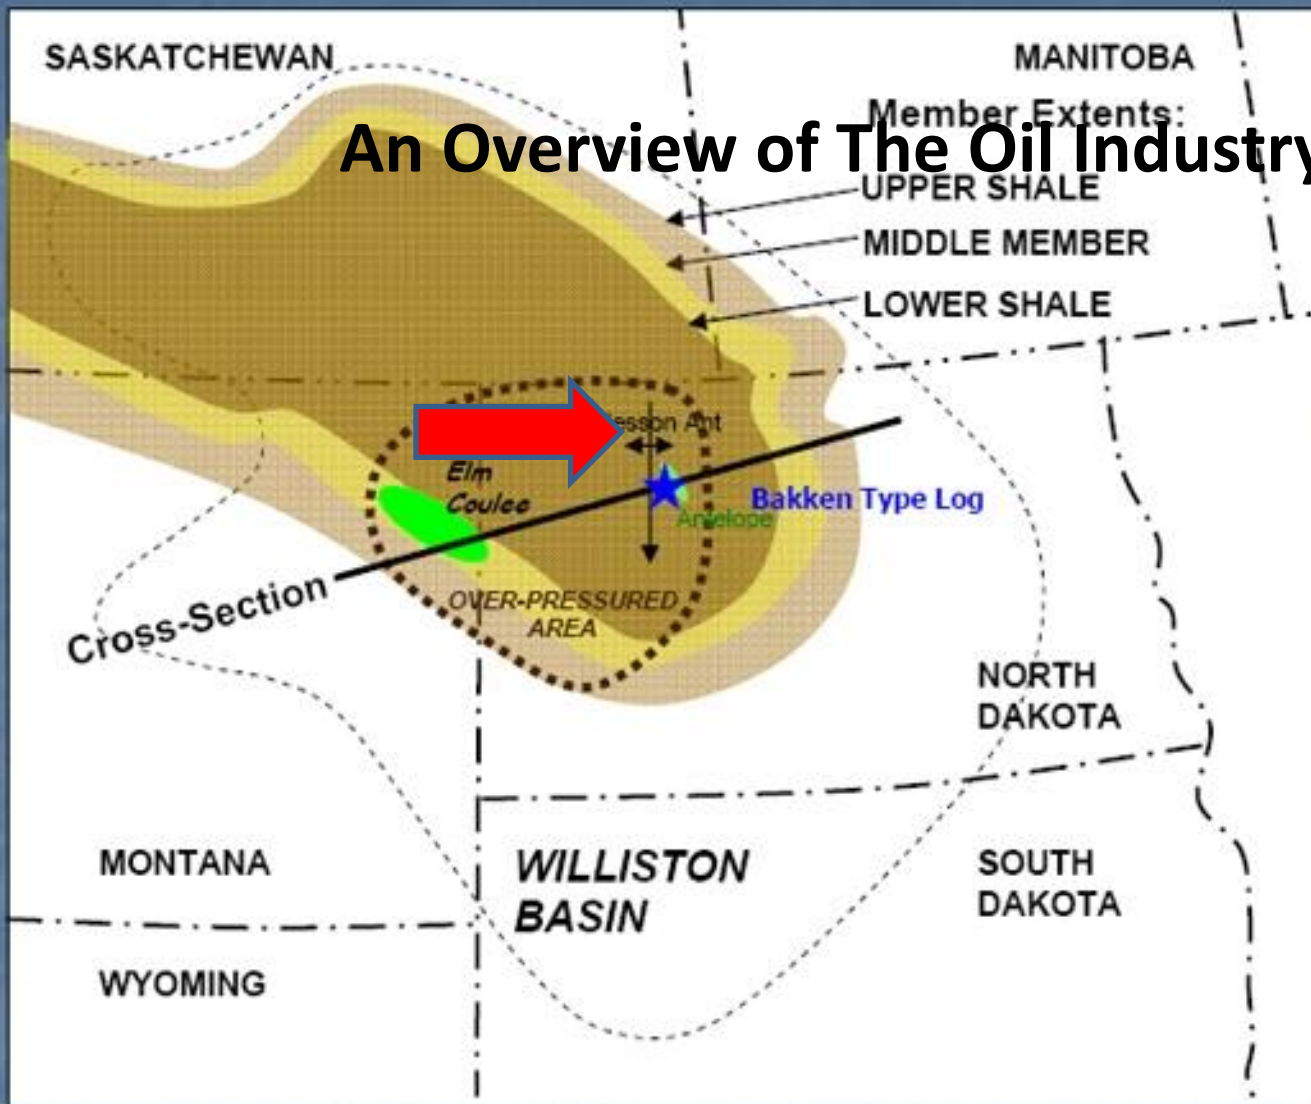 SASKATCHEWAN
MANITOBA
Member Extents:
An Overview of The Oil Industry
UPPER SHALE
MIDDLE MEMBER
LOWER SHALE
Ant
Elm
Coulee
Bakken Type Log
Antelope
Cross-Section
OVER-PRESSURED
AREA
NORTH
DAKOTA
MONTANA
WILLISTON
BASIN
SOUTH
DAKOTA
WYOMING